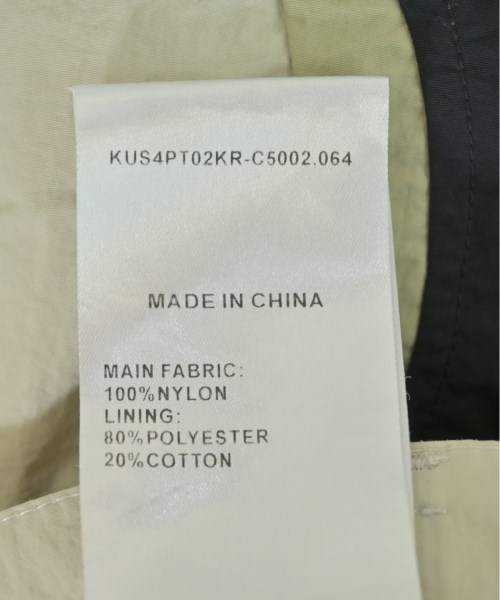 KUS4PT02KR-C5002.064
MADE IN CHINA
MAIN FABRIC:
100%NYLON
LINING:
80%POLYESTER
20%COTTON